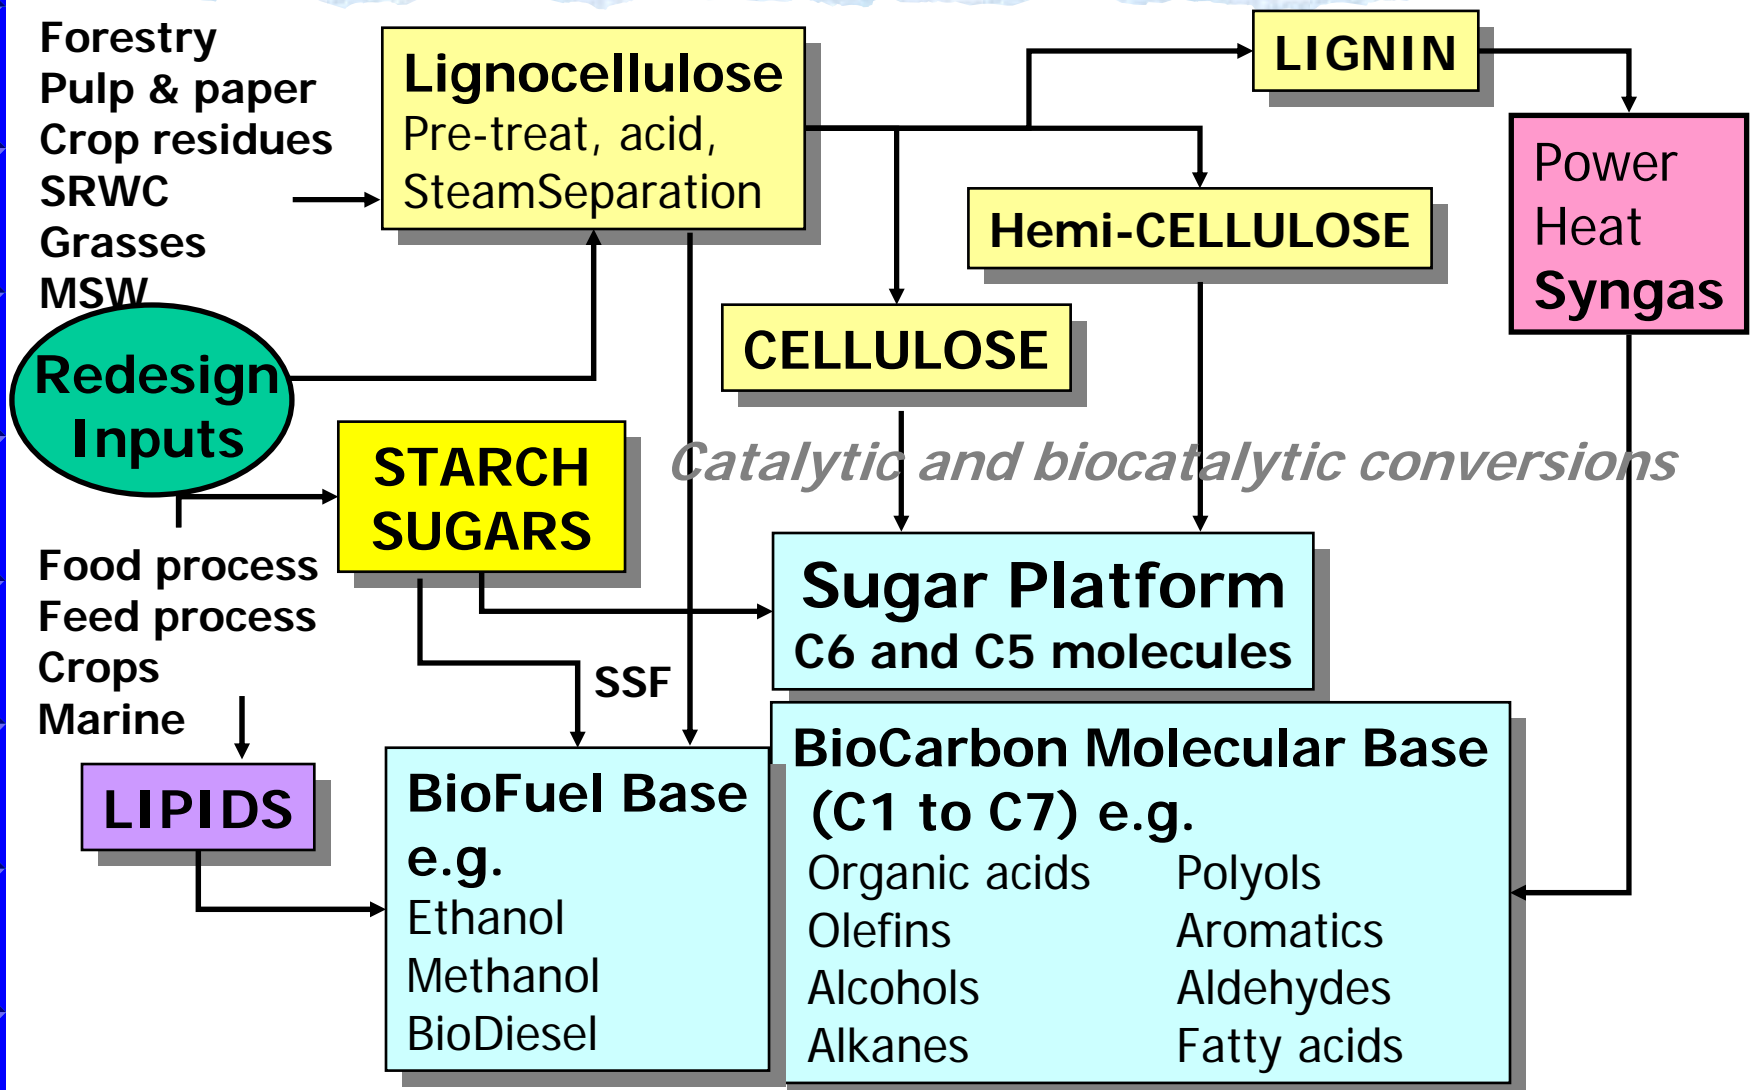 Forestry
Pulp & paper
Crop residues
SRWC
Grasses
MSW
Redesign
Inputs
Lignocellulose
Pre-treat, acid,
SteamSeparation
LIGNIN
Power
Heat
Syngas
Hemi-CELLULOSE
CELLULOSE
Catalytic and biocatalytic conversions
STARCH
SUGARS
Food process
Feed process
Crops
Marine
SSF
Sugar Platform
C6 and C5 molecules
LIPIDS
BioFuel Base
e.g.
Ethanol
Methanol
BioDiesel
BioCarbon Molecular Base
(C1 to C7) e.g.
Organic acids Polyols
Olefins Aromatics
Alcohols Aldehydes
Alkanes Fatty acids